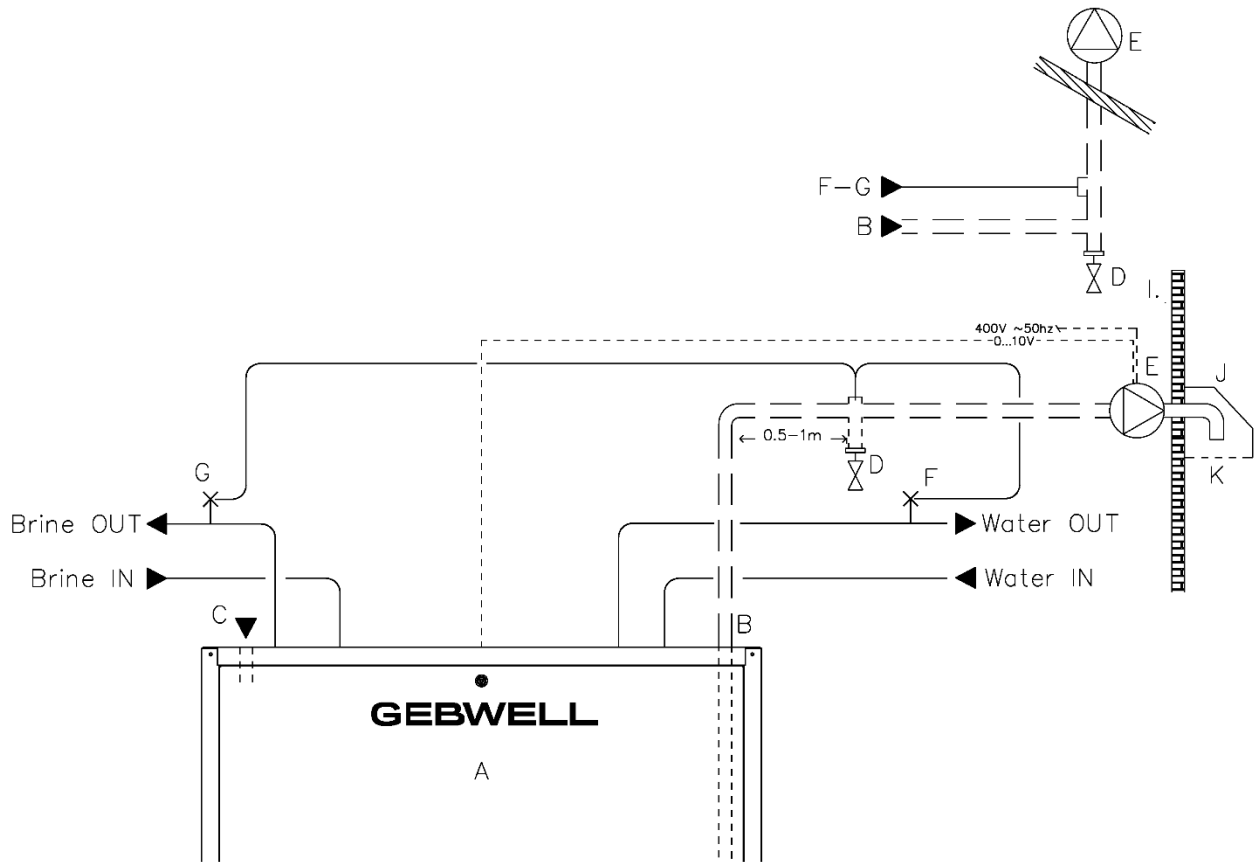 E
F-G
B
D
I.
400V ~50hz
0...10V
E
J
0.5-1m
D
K
G
F
Brine OUT
Water OUT
Brine IN
Water IN
C
B
GEBWELL
A